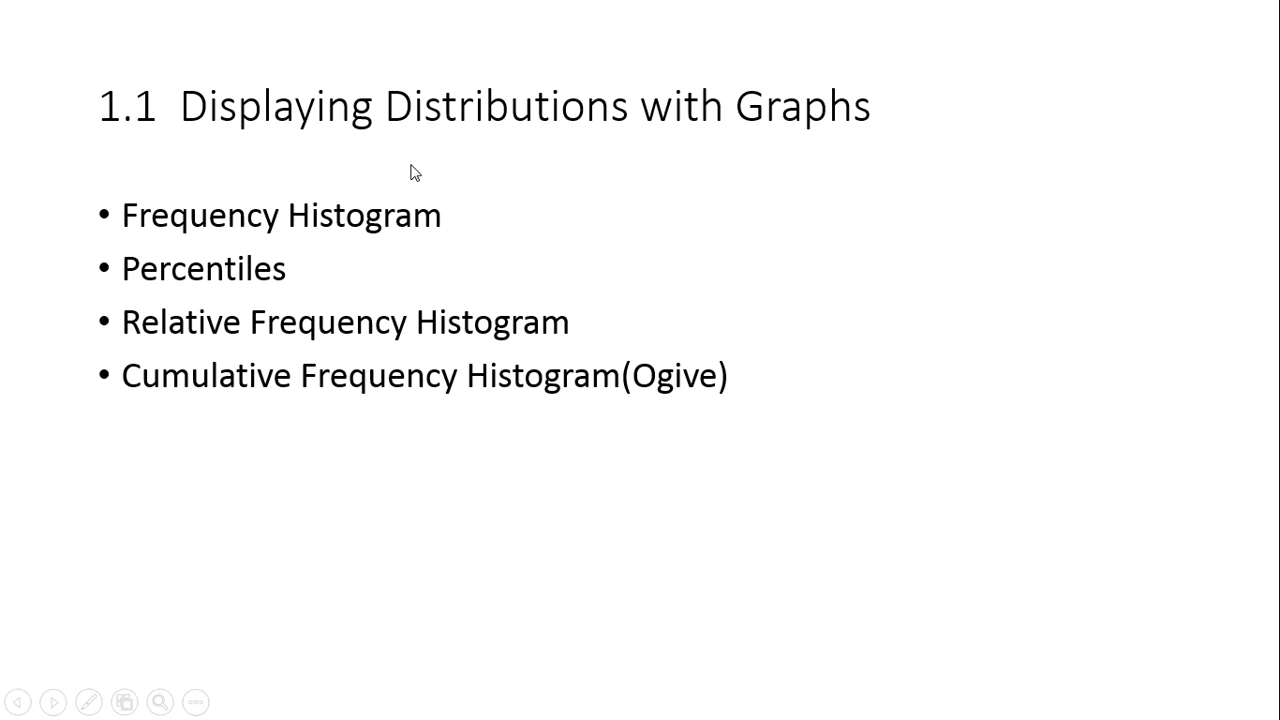 1.1 Displaying Distributions with Graphs
• Frequency Histogram
• Percentiles
• Relative Frequency Histogram
• Cumulative Frequency Histogram(Ogive)